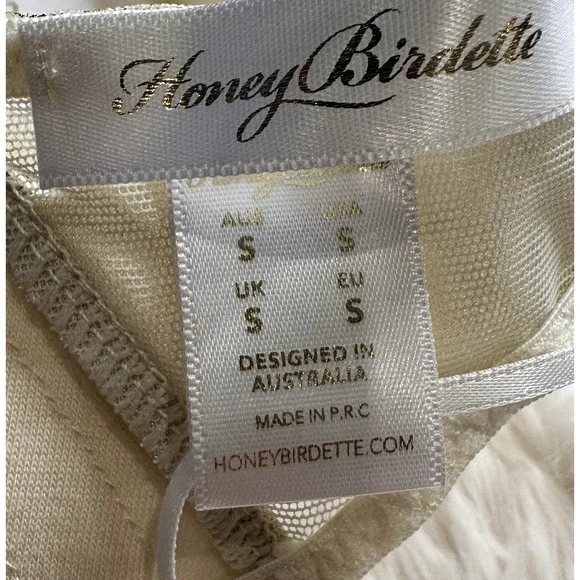 Honey Birdette
AUS USA
S S
UK EU
S S
DESIGNED IN
AUSTRALIA
MADE IN P.R.C
HONEYBIRDETTE.COM